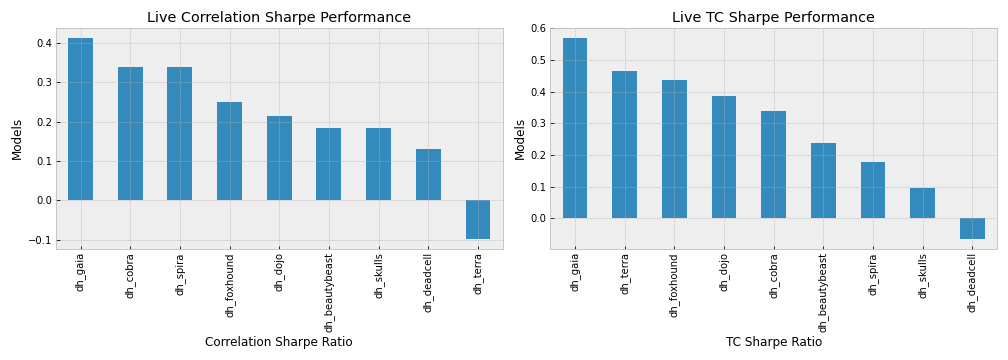 Live Correlation Sharpe Performance
Models
0.4
0.3
0.2
0.1
0.0
−0.1
dh_gaia
dh_cobra
dh_spira
dh_foxhound
dh_dojo
dh_beautybeast
dh_skulls
dh_deadcell
dh_terra
Correlation Sharpe Ratio
Live TC Sharpe Performance
Models
0.6
0.5
0.4
0.3
0.2
0.1
0.0
dh_gaia
dh_terra
dh_foxhound
dh_dojo
dh_cobra
dh_beautybeast
dh_spira
dh_skulls
dh_deadcell
TC Sharpe Ratio